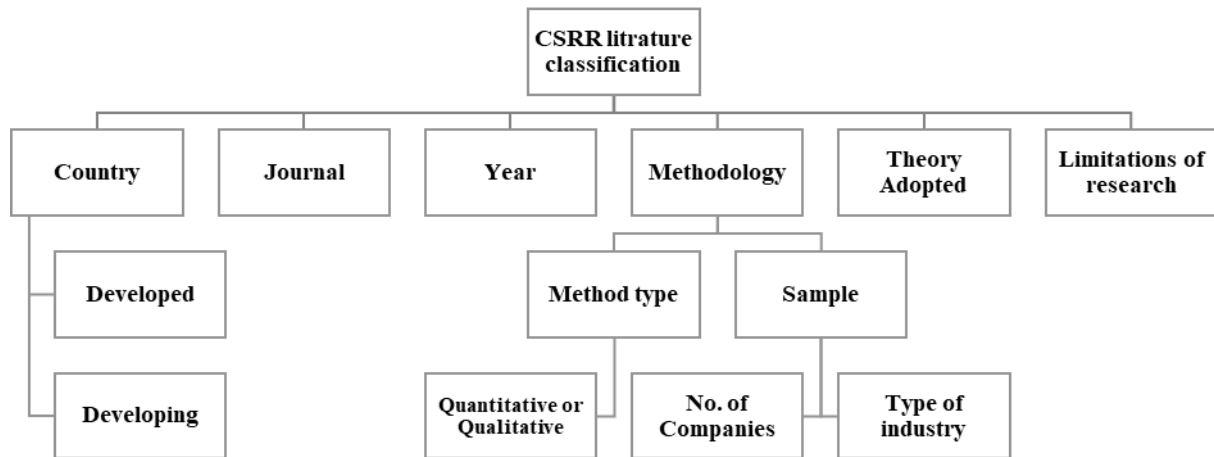 CSRR litrature
classification
Country
Journal
Year
Methodology
Theory
Adopted
Limitations of
research
Developed
Method type
Sample
Developing
Quantitative or
Qualitative
No. of
Companies
Type of
industry